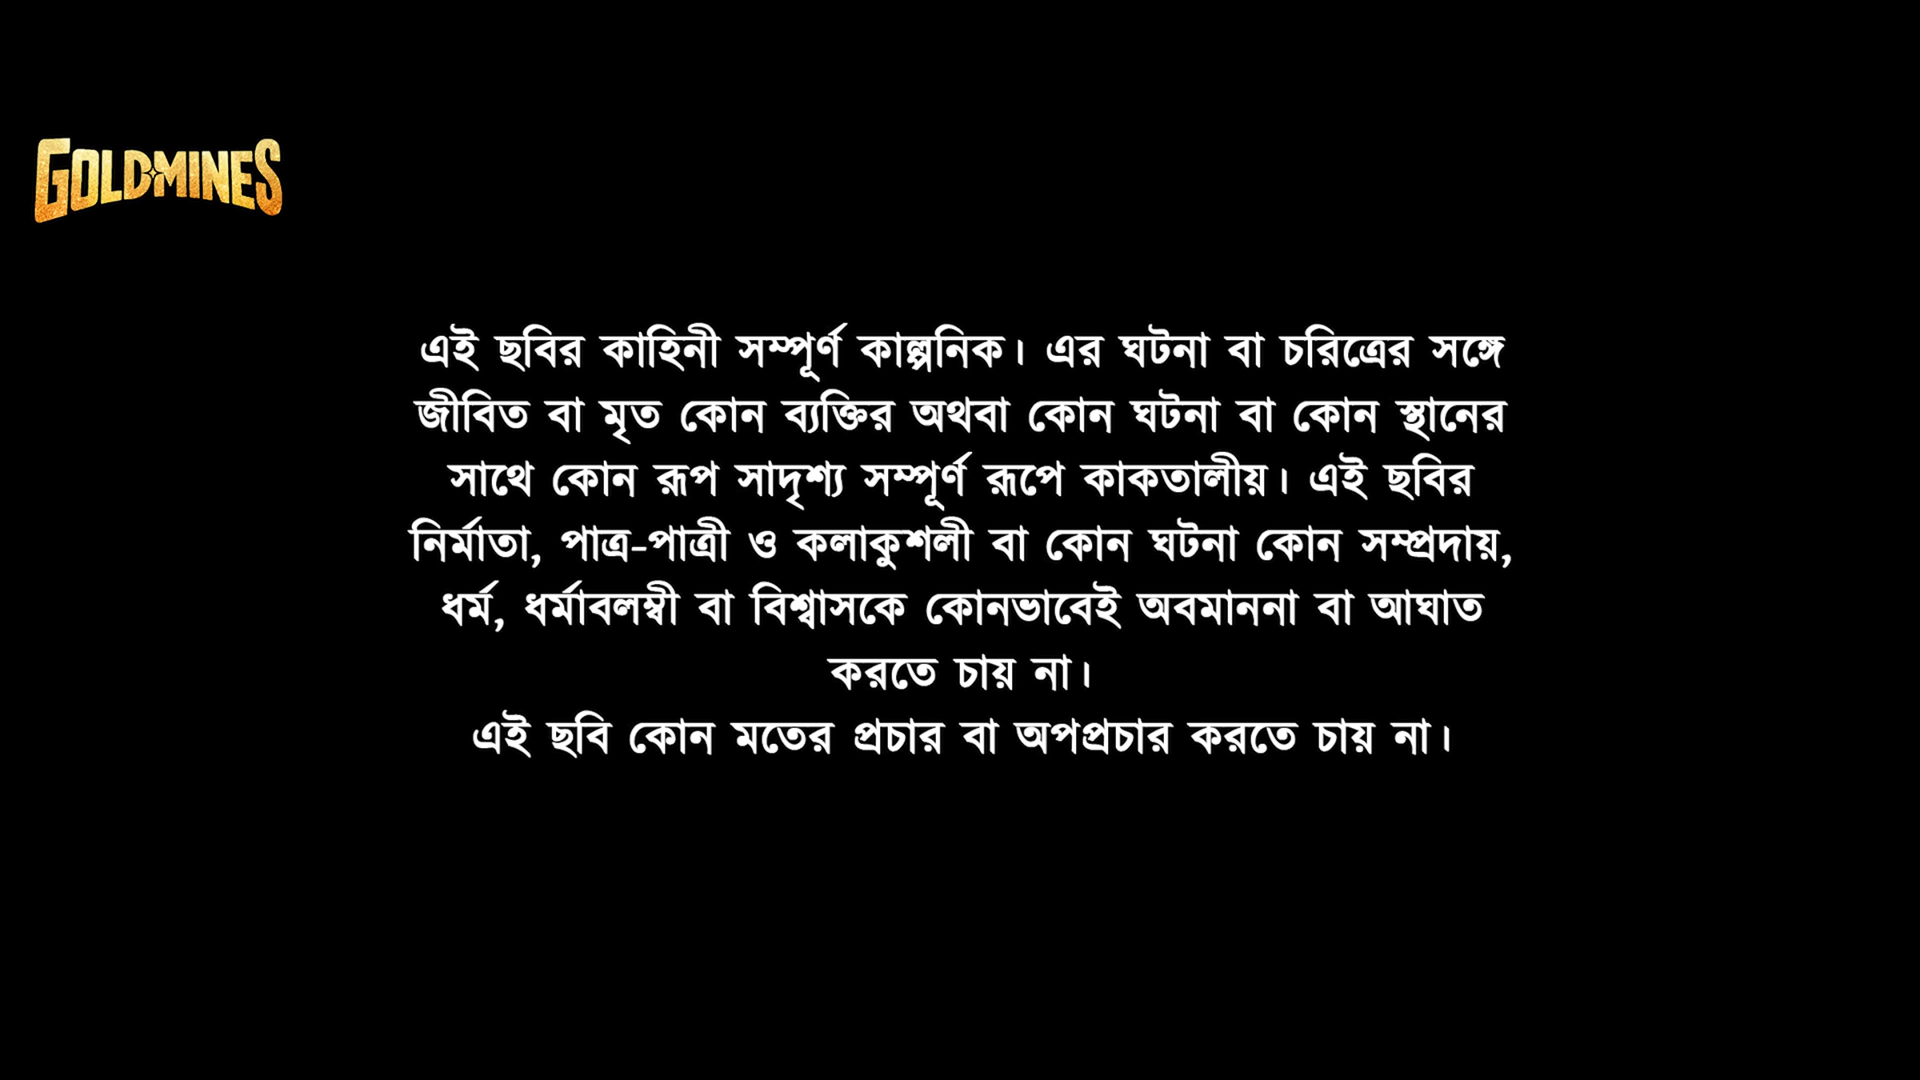 GOLDMINES
এই ছবির কাহিনী সম্পূর্ণ কাল্পনিক। এর ঘটনা বা চরিত্রের সঙ্গে
জীবিত বা মৃত কোন ব্যক্তির অথবা কোন ঘটনা বা কোন স্থানের
সাথে কোন রূপ সাদৃশ্য সম্পূর্ণ রূপে কাকতালীয়। এই ছবির
নির্মাতা, পাত্র-পাত্রী ও কলাকুশলী বা কোন ঘটনা কোন সম্প্রদায়,
ধর্ম, ধর্মাবলম্বী বা বিশ্বাসকে কোনভাবেই অবমাননা বা আঘাত
করতে চায় না।
এই ছবি কোন মতের প্রচার বা অপপ্রচার করতে চায় না।